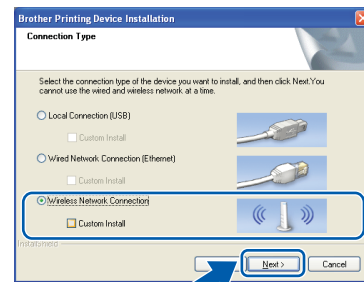 Brother Printing Device Installation
Connection Type
Select the connection type of the device you want to install, and then click Next.You
cannot use the wired and wireless network at a time.
Local Connection (USB)
Custom Install
Wired Network Connection (Ethernet)
Custom Install
Wireless Network Connection
Custom Install
InstallShield
Next >
Cancel